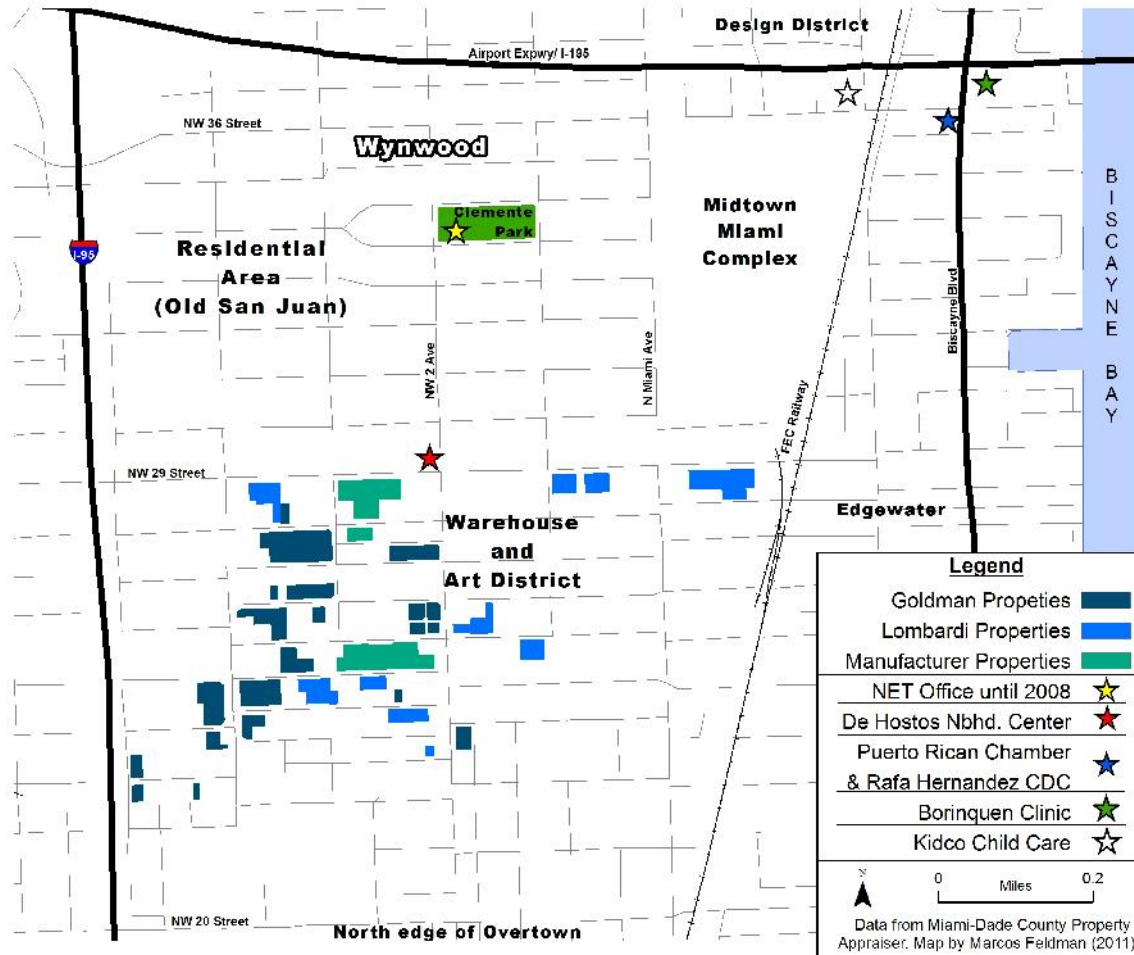 Design District
Airport Expwy/ I-195
NW 36 Street
Wynwood
Clemente
Park
Midtown
Miami
Complex
BISCAYNE BAY
I-95
Residential
Area
(Old San Juan)
Biscayne Blvd
NW 2 Ave
N Miami Ave
FEC Railway
NW 29 Street
Edgewater
Warehouse
and
Art District
Legend
Goldman Propeties
Lombardi Properties
Manufacturer Properties
NET Office until 2008
De Hostos Nbhd. Center
Puerto Rican Chamber
& Rafa Hernandez CDC
Borinquen Clinic
Kidco Child Care
N
0 0.2
Miles
Data from Miami-Dade County Property
Appraiser. Map by Marcos Feldman (2011)
NW 20 Street
North edge of Overtown